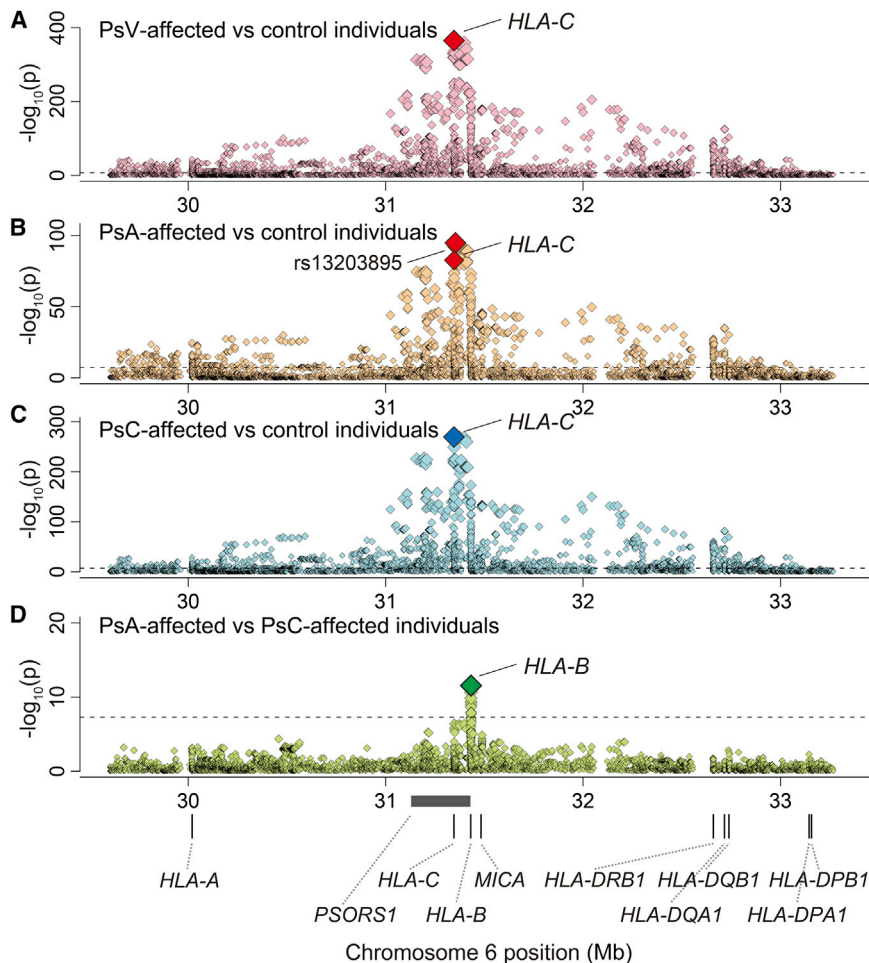 A
PsV-affected vs control individuals
HLA-C
-log10(p)
400
200
0
30 31 32 33
B
PsA-affected vs control individuals
HLA-C
rs13203895
-log10(p)
100
50
0
30 31 32 33
C
PsC-affected vs control individuals
HLA-C
-log10(p)
300
200
100
0
30 31 32 33
D
PsA-affected vs PsC-affected individuals
HLA-B
-log10(p)
20
10
0
30 31 32 33
HLA-A HLA-C MICA HLA-DRB1 HLA-DQB1 HLA-DPB1
PSORS1 HLA-B HLA-DQA1 HLA-DPA1
Chromosome 6 position (Mb)